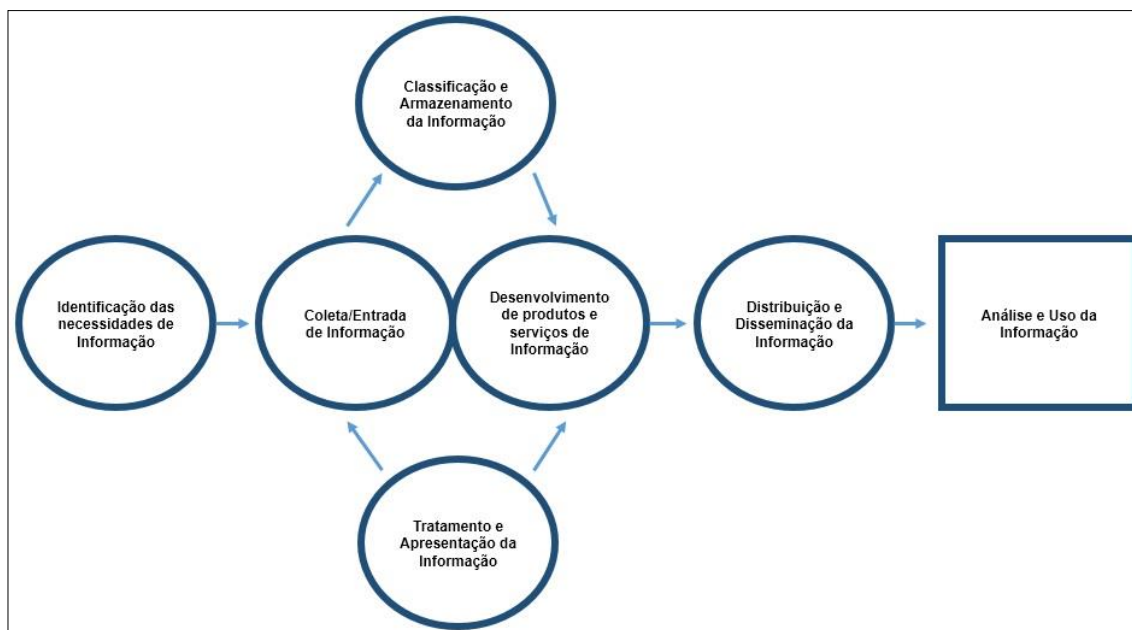 Classificação e
Armazenamento
da Informação
Identificação das
necessidades de
Informação
Coleta/Entrada
de Informação
Desenvolvimento
de produtos e
serviços de
Informação
Distribuição e
Disseminação da
Informação
Análise e Uso da
Informação
Tratamento e
Apresentação da
Informação